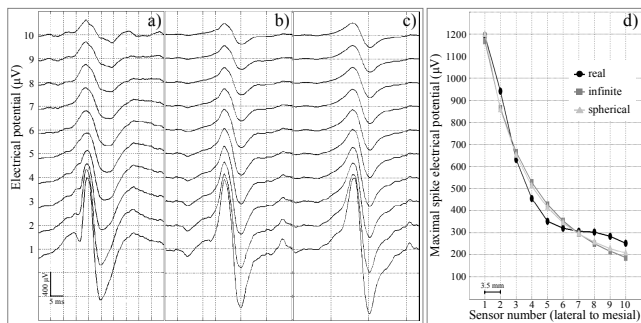 a)
b)
c)
Electrical potential (µV)
10
9
8
7
6
5
4
3
2
1
400 µV
5 ms
d)
Maximal spike electrical potential (µV)
1200
1100
1000
900
800
700
600
500
400
300
200
100
real
infinite
spherical
3.5 mm
1 2 3 4 5 6 7 8 9 10
Sensor number (lateral to mesial)